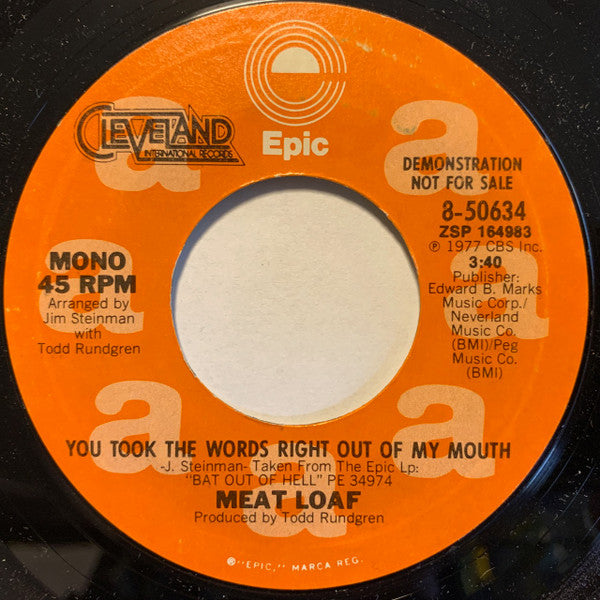 CLEVELAND
INTERNATIONAL RECORDS
Epic
a
a
DEMONSTRATION
NOT FOR SALE
8-50634
ZSP 164983
℗ 1977 CBS Inc.
3:40
Publisher:
Edward B. Marks
Music Corp./
Neverland
Music Co.
(BMI)/Peg
Music Co.
(BMI)
a
a
MONO
45 RPM
Arranged by
Jim Steinman
with
Todd Rundgren
a
a
a
a
YOU TOOK THE WORDS RIGHT OUT OF MY MOUTH
-J. Steinman- Taken From The Epic Lp:
"BAT OUT OF HELL" PE 34974
MEAT LOAF
Produced by Todd Rundgren
®"EPIC," MARCA REG.